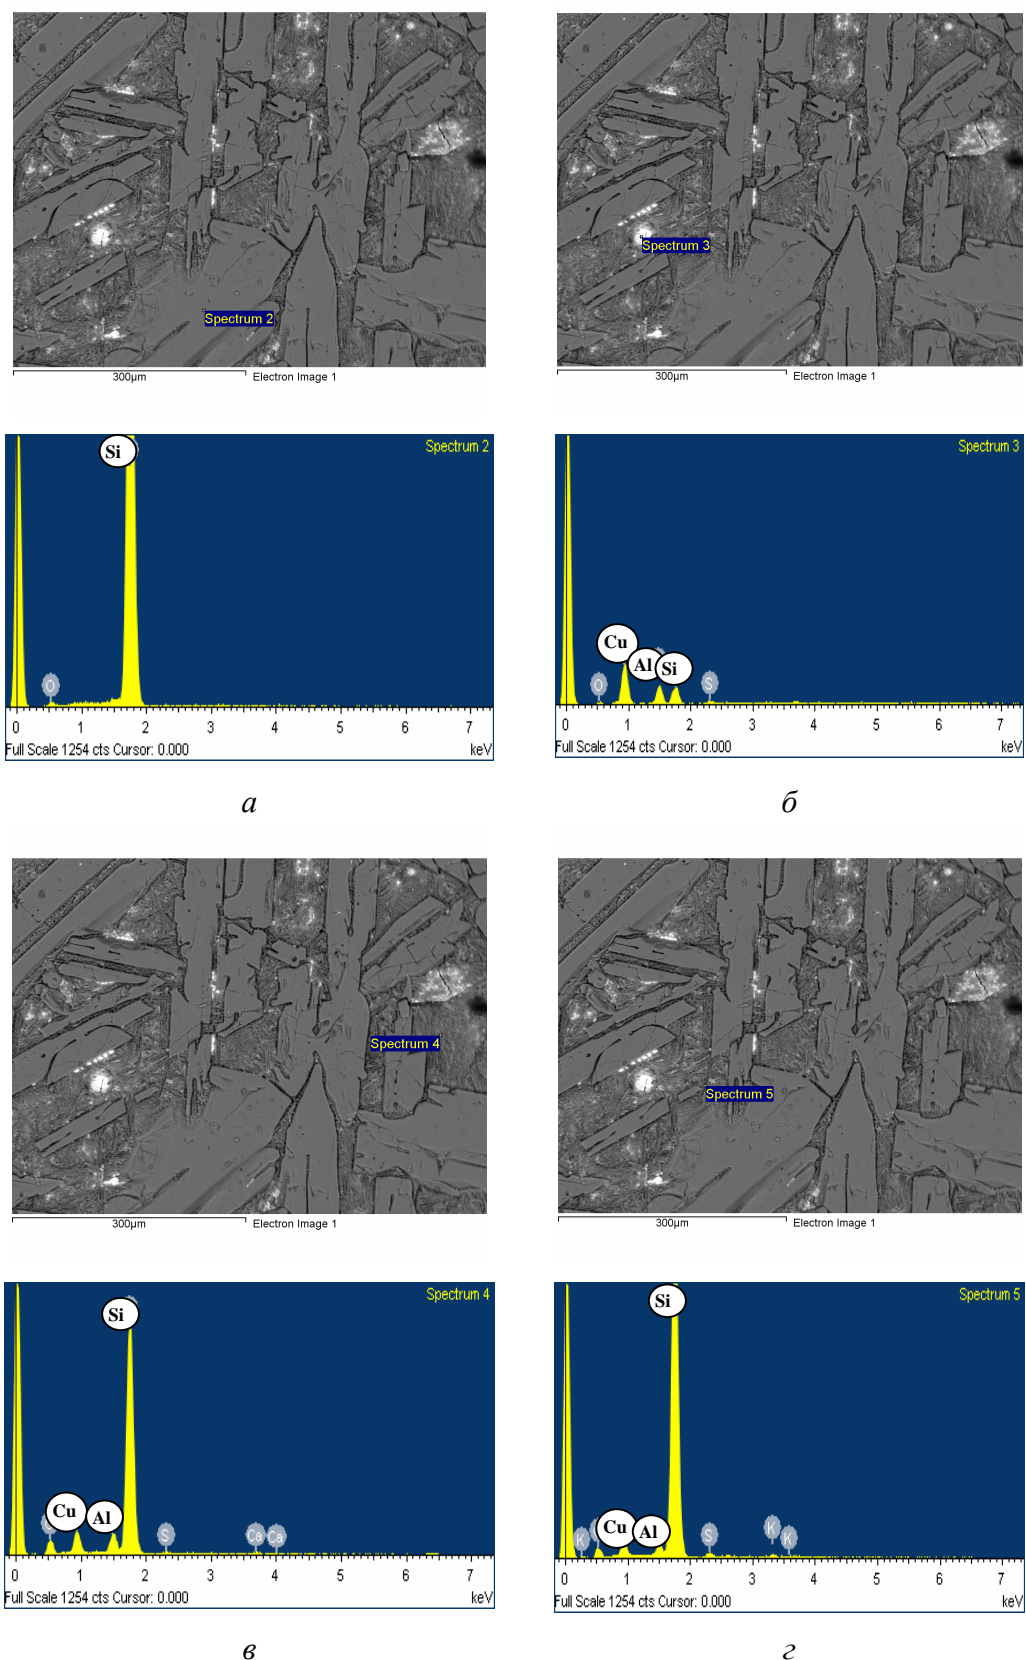 Spectrum 2
Spectrum 3
300µm Electron Image 1
300µm Electron Image 1
Si
Spectrum 2
O
0 1 2 3 4 5 6 7
Full Scale 1254 cts Cursor: 0.000 keV
Spectrum 3
Cu
Al
Si
O
S
0 1 2 3 4 5 6 7
Full Scale 1254 cts Cursor: 0.000 keV
а
б
Spectrum 4
Spectrum 5
300µm Electron Image 1
300µm Electron Image 1
Spectrum 4
Si
Cu
Al
S
Ca
Ca
0 1 2 3 4 5 6 7
Full Scale 1254 cts Cursor: 0.000 keV
Spectrum 5
Si
K
Cu
Al
S
K
K
0 1 2 3 4 5 6 7
Full Scale 1254 cts Cursor: 0.000 keV
в
г